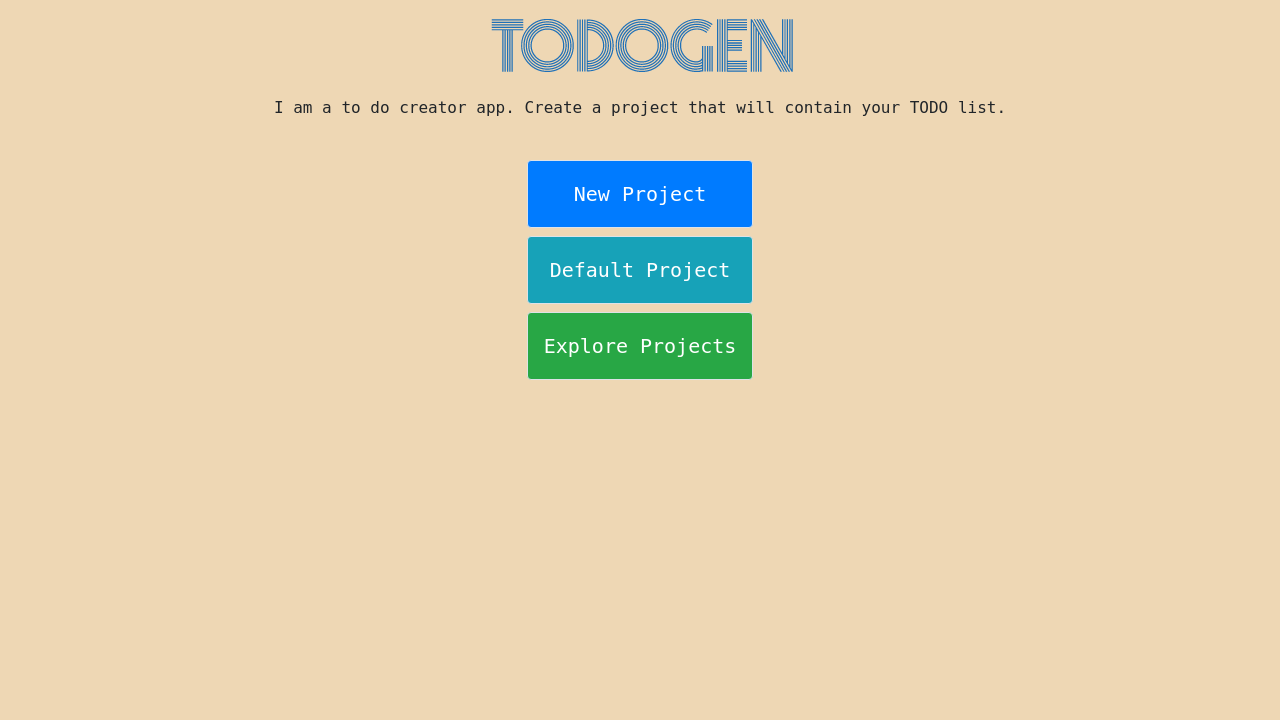 TODOGEN
I am a to do creator app. Create a project that will contain your TODO list.
New Project
Default Project
Explore Projects